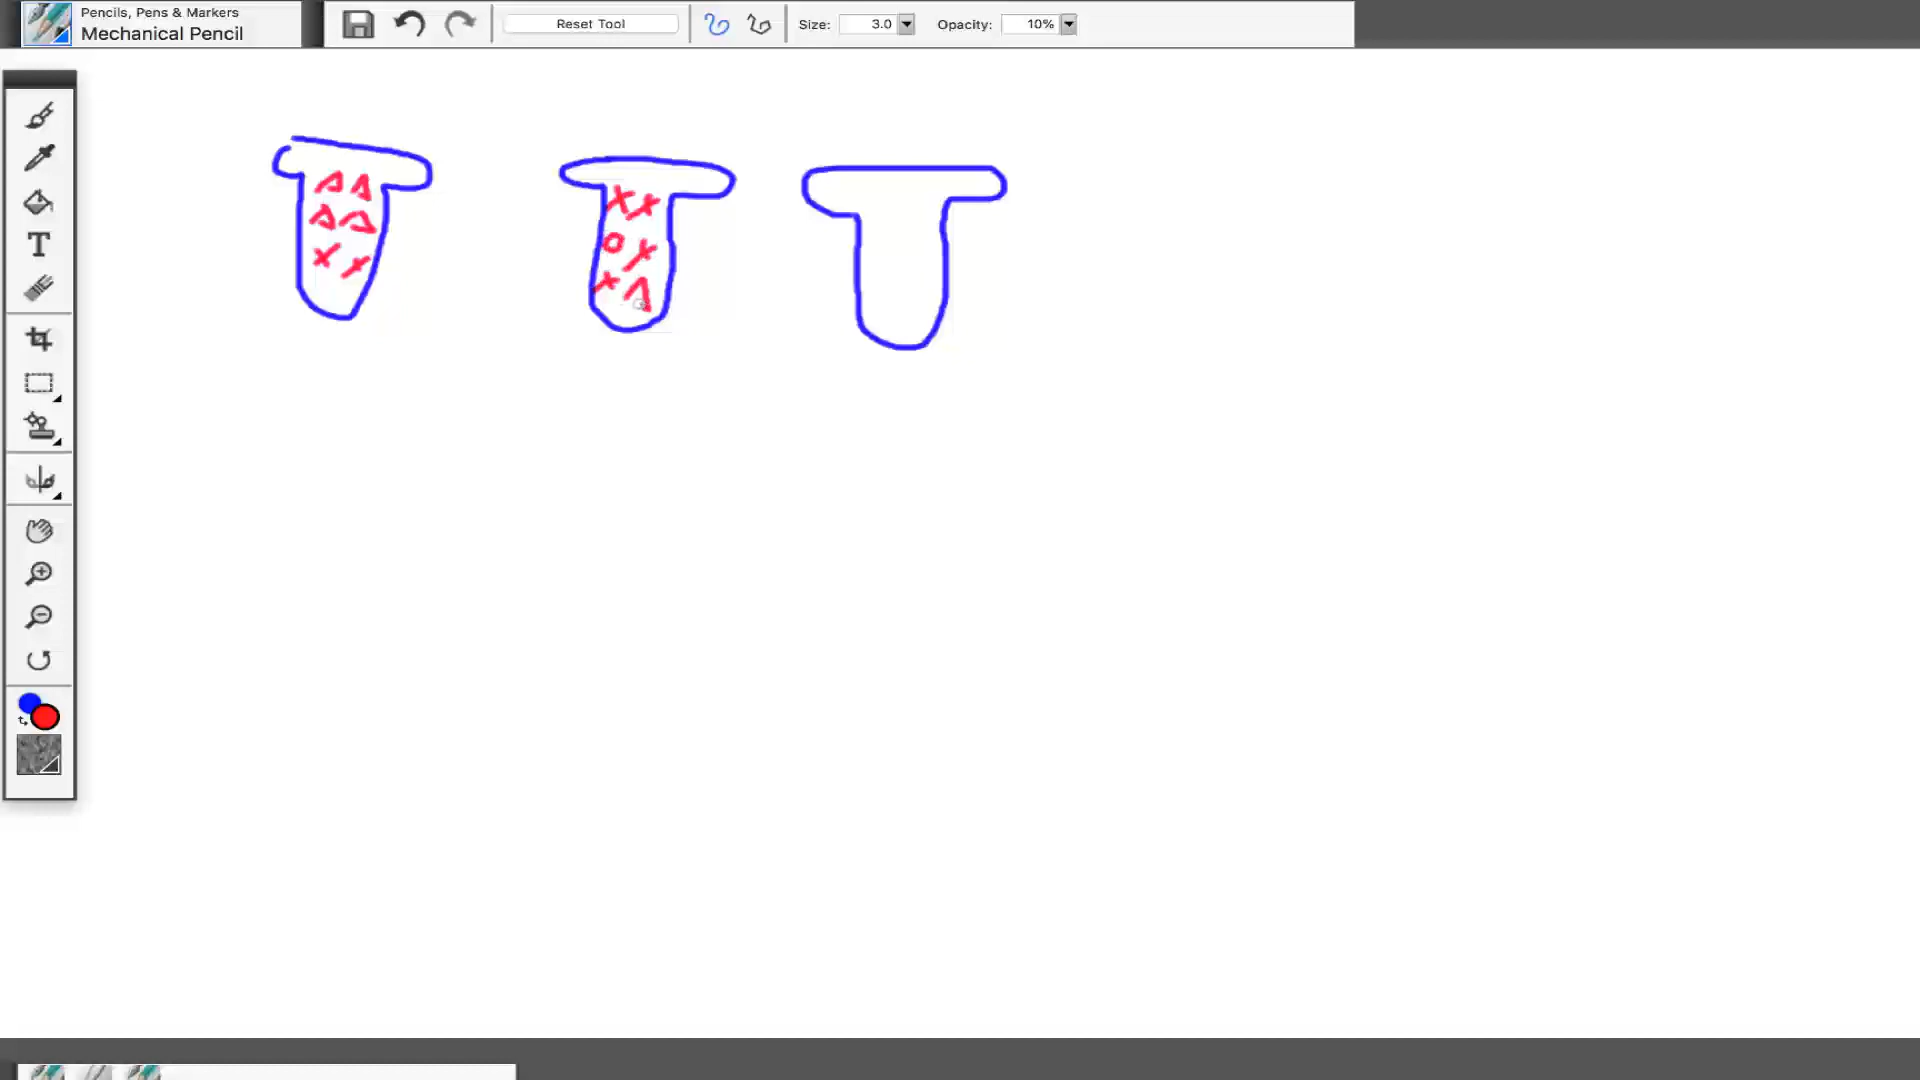 Pencils, Pens & Markers
Mechanical Pencil
Reset Tool
Size: 3.0
Opacity: 10%
T